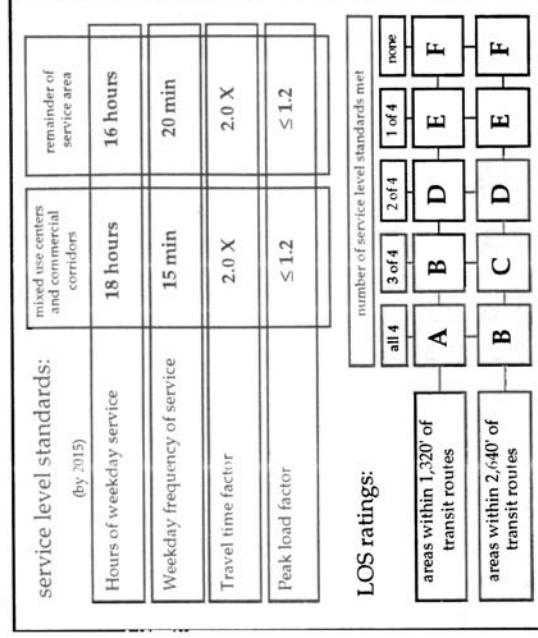 service level standards:
(by 2015)
mixed use centers
and commercial
corridors
remainder of
service area
Hours of weekday service
18 hours
16 hours
Weekday frequency of service
15 min
20 min
Travel time factor
2.0 X
2.0 X
Peak load factor
≤ 1.2
≤ 1.2
LOS ratings:
number of service level standards met
all 4
3 of 4
2 of 4
1 of 4
none
areas within 1,320' of
transit routes
A
B
D
E
F
areas within 2,640' of
transit routes
B
C
D
E
F